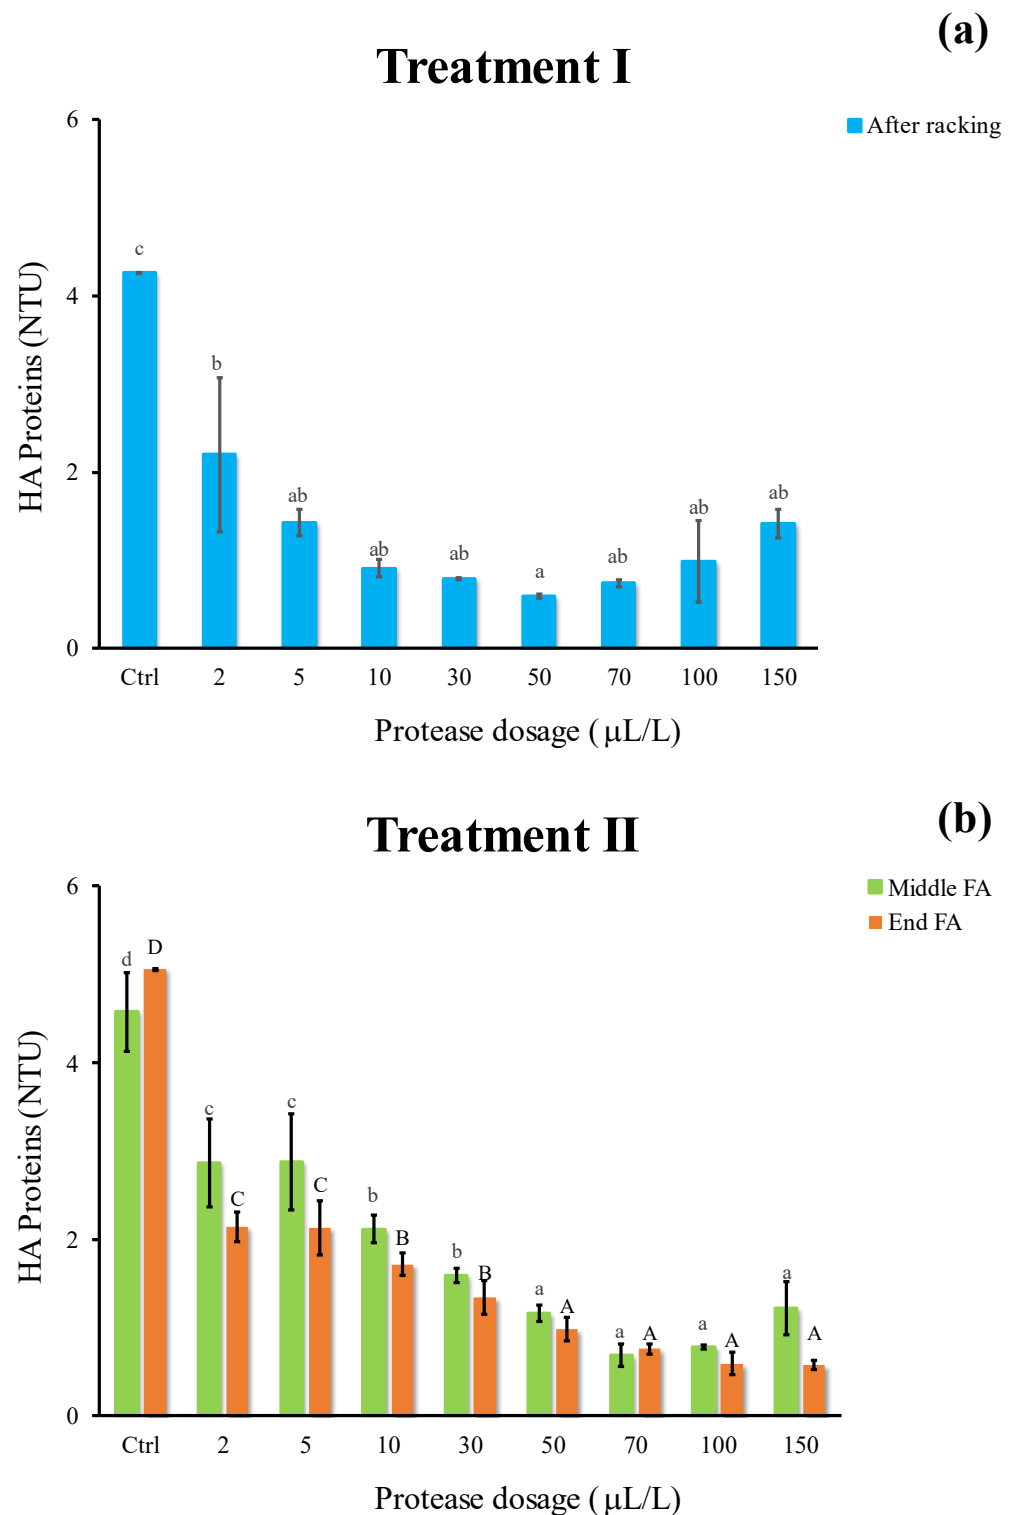 (a)
Treatment I
After racking
HA Proteins (NTU)
6
4
2
0
c
b
ab
ab
ab
a
ab
ab
ab
Ctrl 2 5 10 30 50 70 100 150
Protease dosage (μL/L)
(b)
Treatment II
Middle FA
End FA
HA Proteins (NTU)
6
4
2
0
d D
c C
c C
b B
b B
a A
a A
a A
a A
Ctrl 2 5 10 30 50 70 100 150
Protease dosage (μL/L)